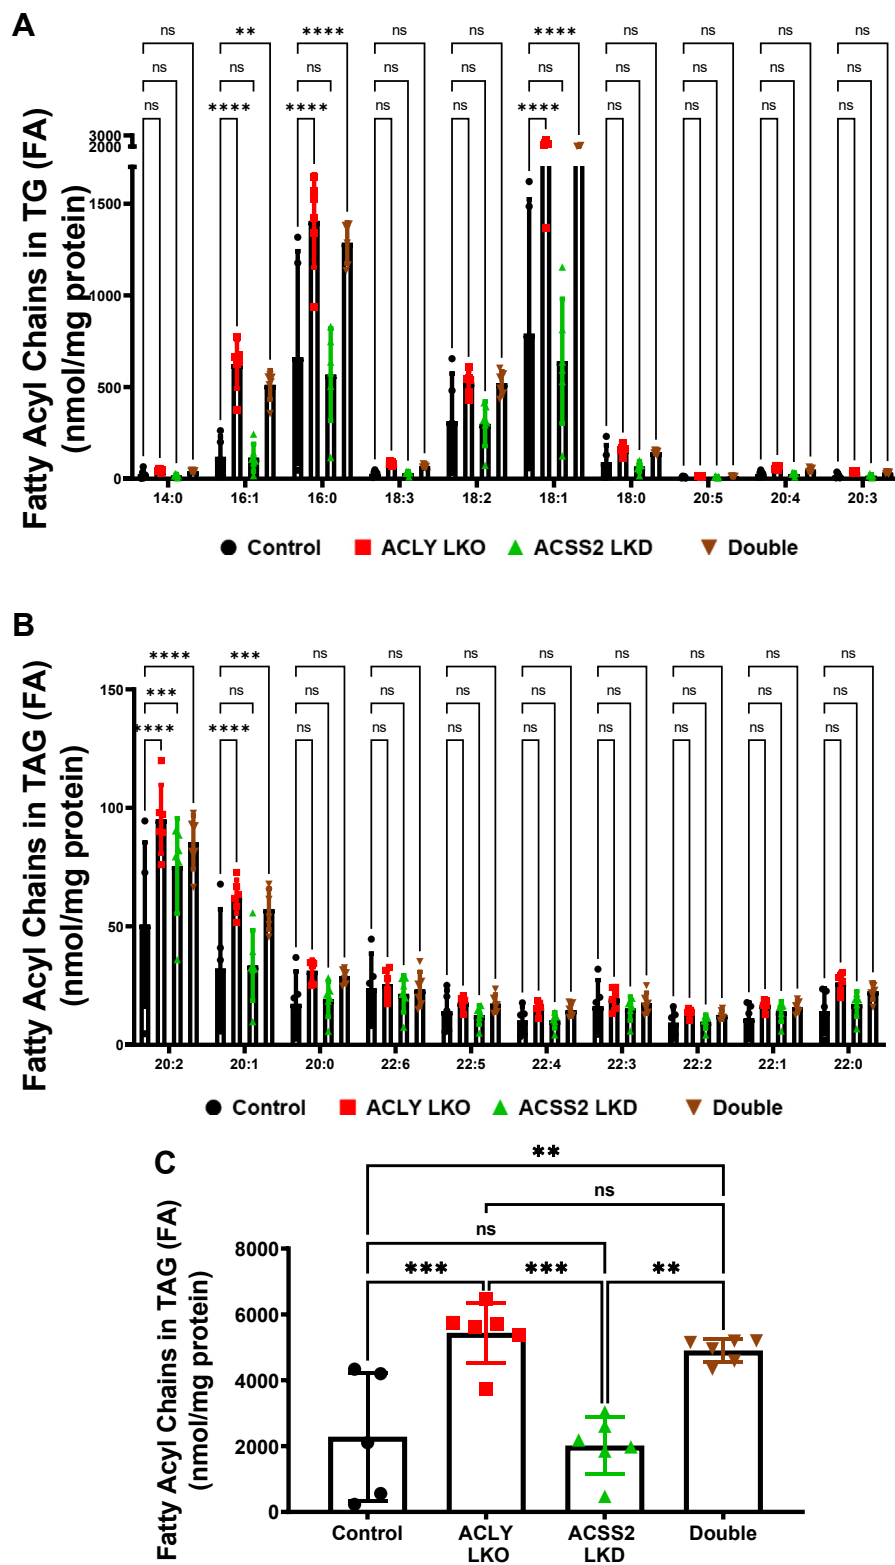 A
ns ** **** ns ns **** ns ns ns ns
ns ns ns ns ns ns ns ns ns ns
ns **** **** ns ns **** ns ns ns ns
Fatty Acyl Chains in TG (FA)
(nmol/mg protein)
3000
2000
1500
1000
500
0
14:0 16:1 16:0 18:3 18:2 18:1 18:0 20:5 20:4 20:3
Control ACLY LKO ACSS2 LKD Double
B
**** *** ns ns ns ns ns ns ns ns
*** ns ns ns ns ns ns ns ns ns
**** **** ns ns ns ns ns ns ns ns
Fatty Acyl Chains in TAG (FA)
(nmol/mg protein)
150
100
50
0
20:2 20:1 20:0 22:6 22:5 22:4 22:3 22:2 22:1 22:0
Control ACLY LKO ACSS2 LKD Double
C
**
ns
ns
*** *** **
Fatty Acyl Chains in TAG (FA)
(nmol/mg protein)
8000
6000
4000
2000
0
Control ACLY ACSS2 Double
LKO LKD